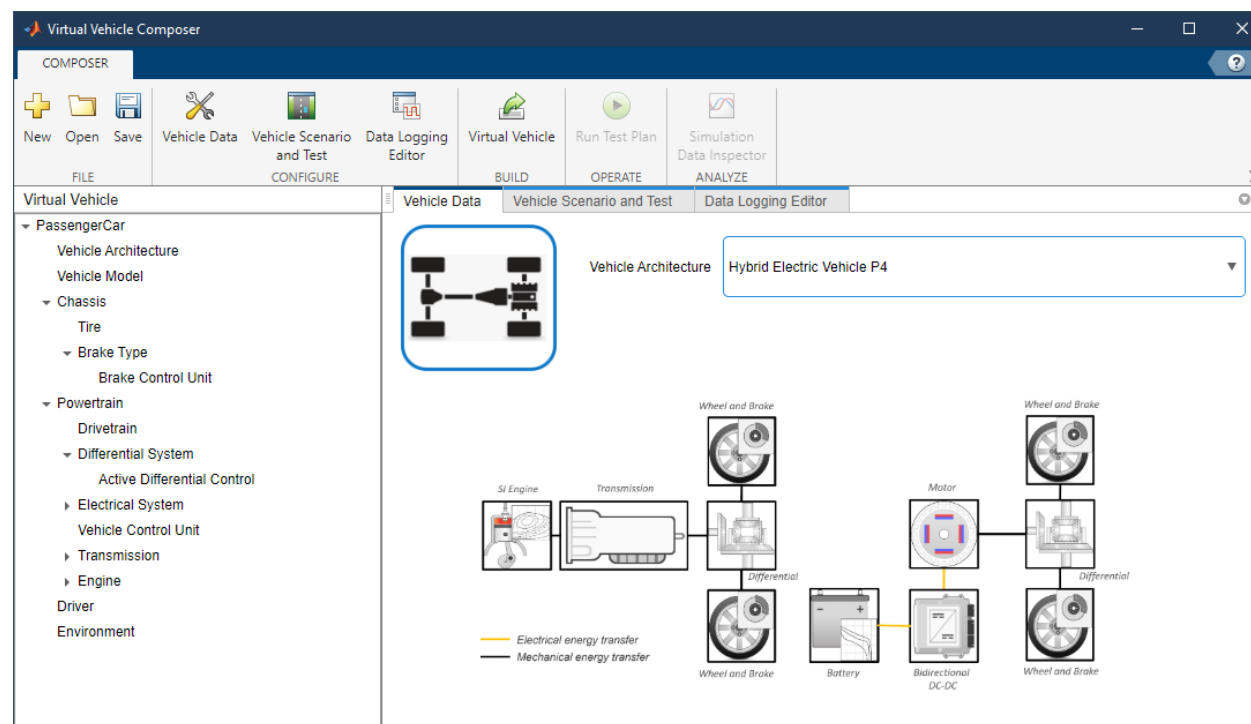 Virtual Vehicle Composer
COMPOSER
?
New Open Save Vehicle Data Vehicle Scenario and Test Data Logging Editor Virtual Vehicle Run Test Plan Simulation Data Inspector
FILE CONFIGURE BUILD OPERATE ANALYZE
Virtual Vehicle
PassengerCar
Vehicle Architecture
Vehicle Model
Chassis
Tire
Brake Type
Brake Control Unit
Powertrain
Drivetrain
Differential System
Active Differential Control
Electrical System
Vehicle Control Unit
Transmission
Engine
Driver
Environment
Vehicle Data Vehicle Scenario and Test Data Logging Editor
Vehicle Architecture Hybrid Electric Vehicle P4
Wheel and Brake Wheel and Brake
SI Engine Transmission Motor
Differential Differential
Electrical energy transfer
Mechanical energy transfer
Wheel and Brake Battery Bidirectional DC-DC Wheel and Brake